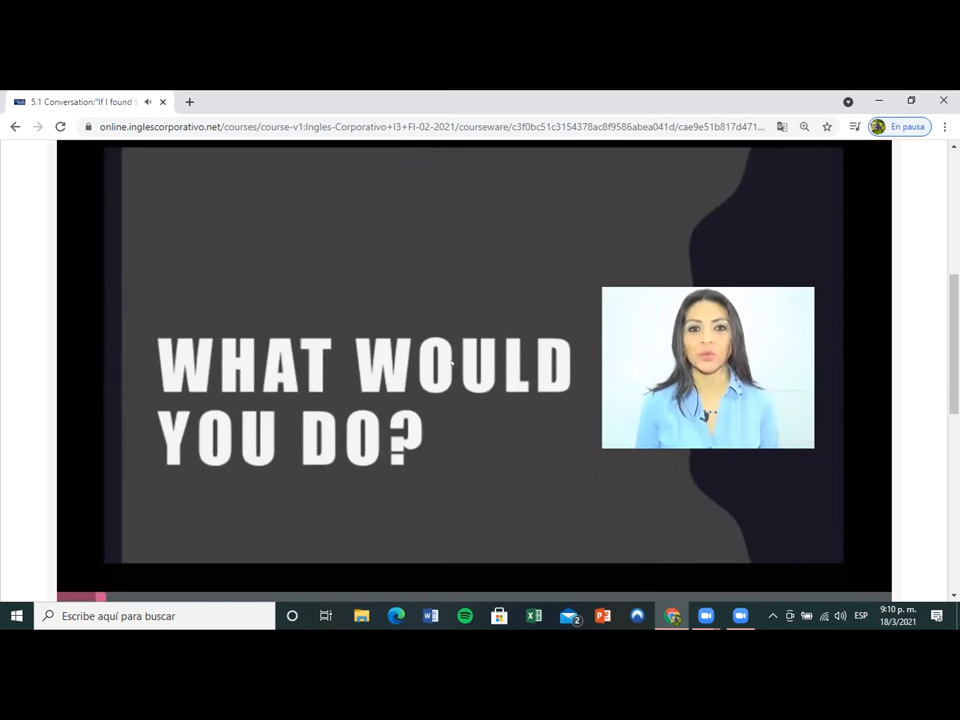 5.1 Conversation:"If I found
online.inglescorporativo.net/courses/course-v1:Ingles-Corporativo+I3+FI-02-2021/courseware/c3f0bc51c3154378ac8f9586abea041d/cae9e51b817d471...
En pausa
WHAT WOULD
YOU DO?
Escribe aquí para buscar
2
ESP
9:10 p. m.
18/3/2021